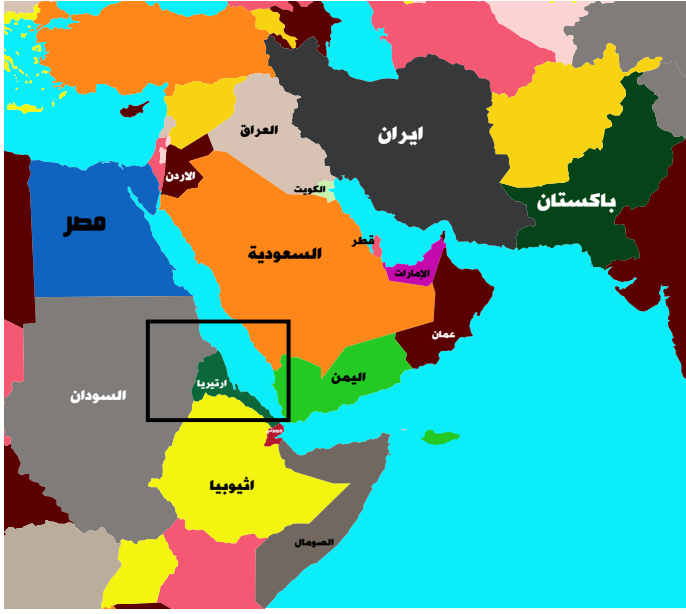 العراق
ايران
الاردن
الكويت
باكستان
مصر
قطر
السعودية
الإمارات
عمان
اليمن
ارتيريا
السودان
اثيوبيا
الصومال